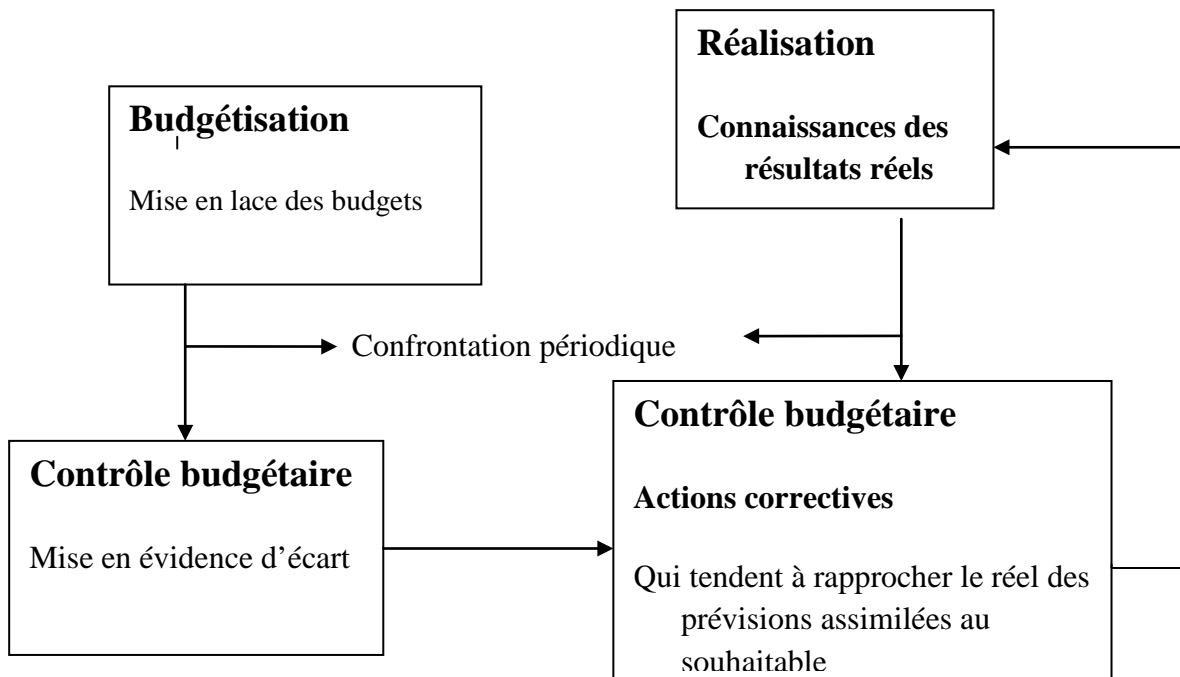 Budgétisation
Mise en lace des budgets
Réalisation
Connaissances des
résultats réels
Confrontation périodique
Contrôle budgétaire
Mise en évidence d’écart
Contrôle budgétaire
Actions correctives
Qui tendent à rapprocher le réel des
prévisions assimilées au
souhaitable